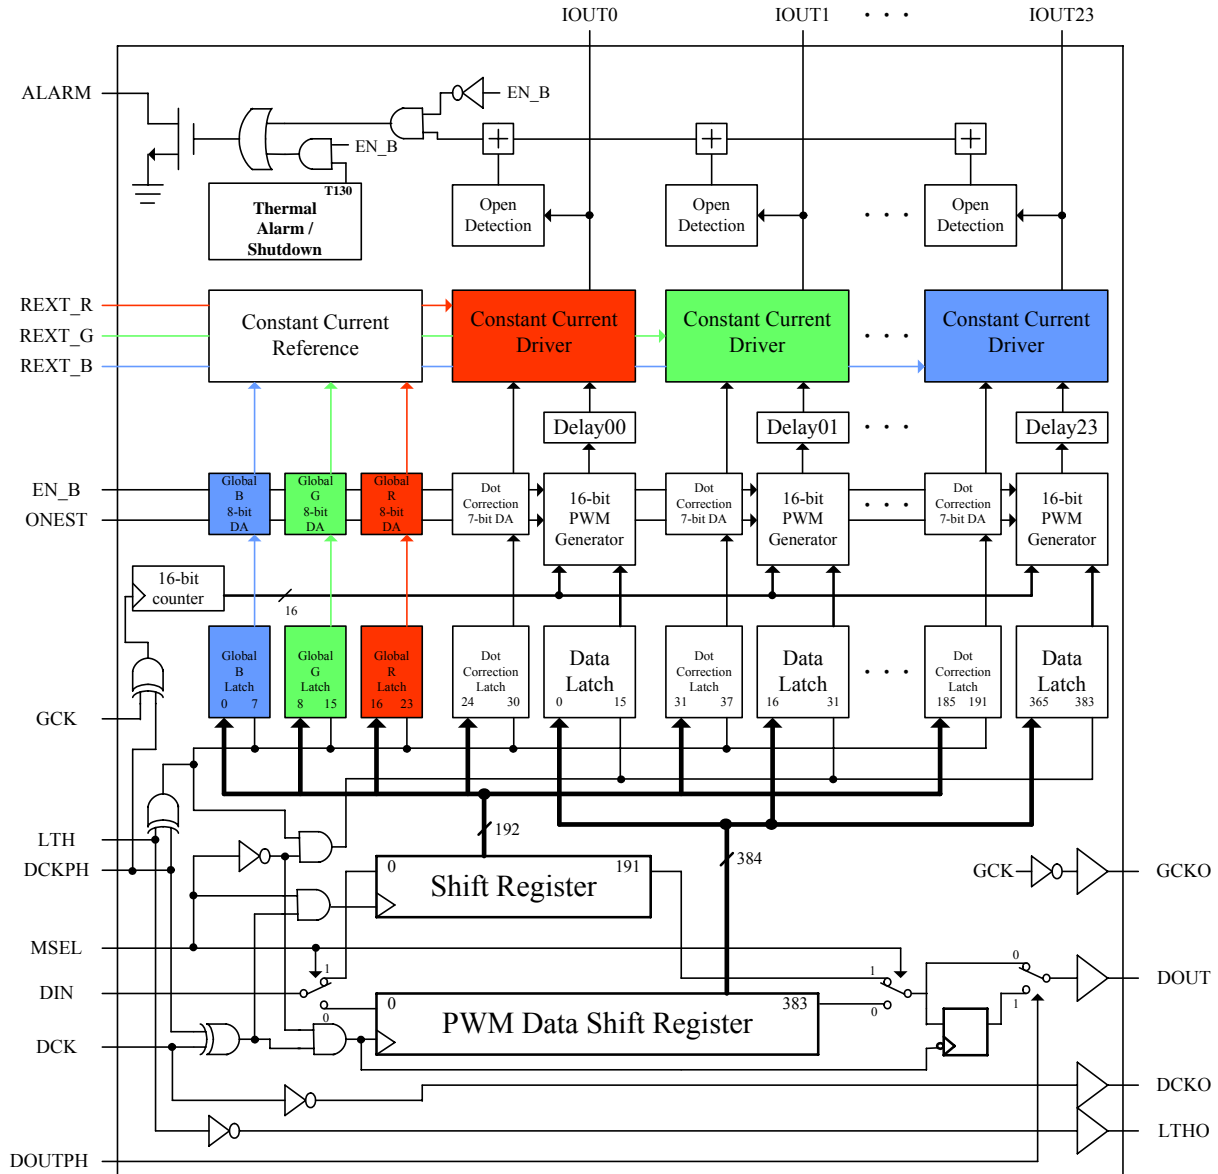 IOUT0 IOUT1 · · · IOUT23
ALARM
EN_B
EN_B
+ + +
T130
Thermal
Alarm /
Shutdown
Open
Detection
Open
Detection
· · ·
Open
Detection
REXT_R
REXT_G
REXT_B
Constant Current
Reference
Constant Current
Driver
Constant Current
Driver
· · ·
Constant Current
Driver
Delay00
Delay01
· · ·
Delay23
EN_B
ONEST
Global
B
8-bit
DA
Global
G
8-bit
DA
Global
R
8-bit
DA
Dot
Correction
7-bit DA
16-bit
PWM
Generator
Dot
Correction
7-bit DA
16-bit
PWM
Generator
· · ·
· · ·
Dot
Correction
7-bit DA
16-bit
PWM
Generator
16-bit
counter
16
Global
B
Latch
0 7
Global
G
Latch
8 15
Global
R
Latch
16 23
Dot
Correction
Latch
24 30
Data
Latch
0 15
Dot
Correction
Latch
31 37
Data
Latch
16 31
· · ·
Dot
Correction
Latch
185 191
Data
Latch
365 383
GCK
LTH
DCKPH
192
384
0 191
Shift Register
GCK
GCKO
MSEL
1
0
DIN
1
0
0
1
DOUT
0 383
PWM Data Shift Register
DCK
DCKO
LTHO
DOUTPH